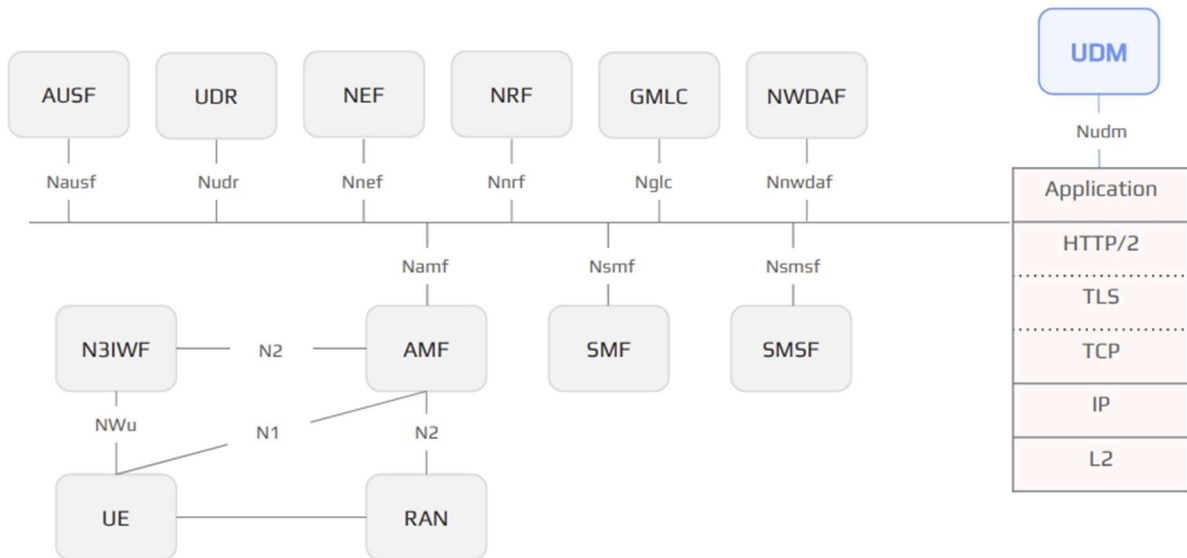 UDM
AUSF UDR NEF NRF GMLC NWDAF
Nudm
Nausf Nudr Nnef Nnrf Nglc Nnwdaf
Application
HTTP/2
Namf Nsmf Nsmsf
TLS
N3IWF N2 AMF SMF SMSF
TCP
IP
NWu N1 N2
L2
UE RAN